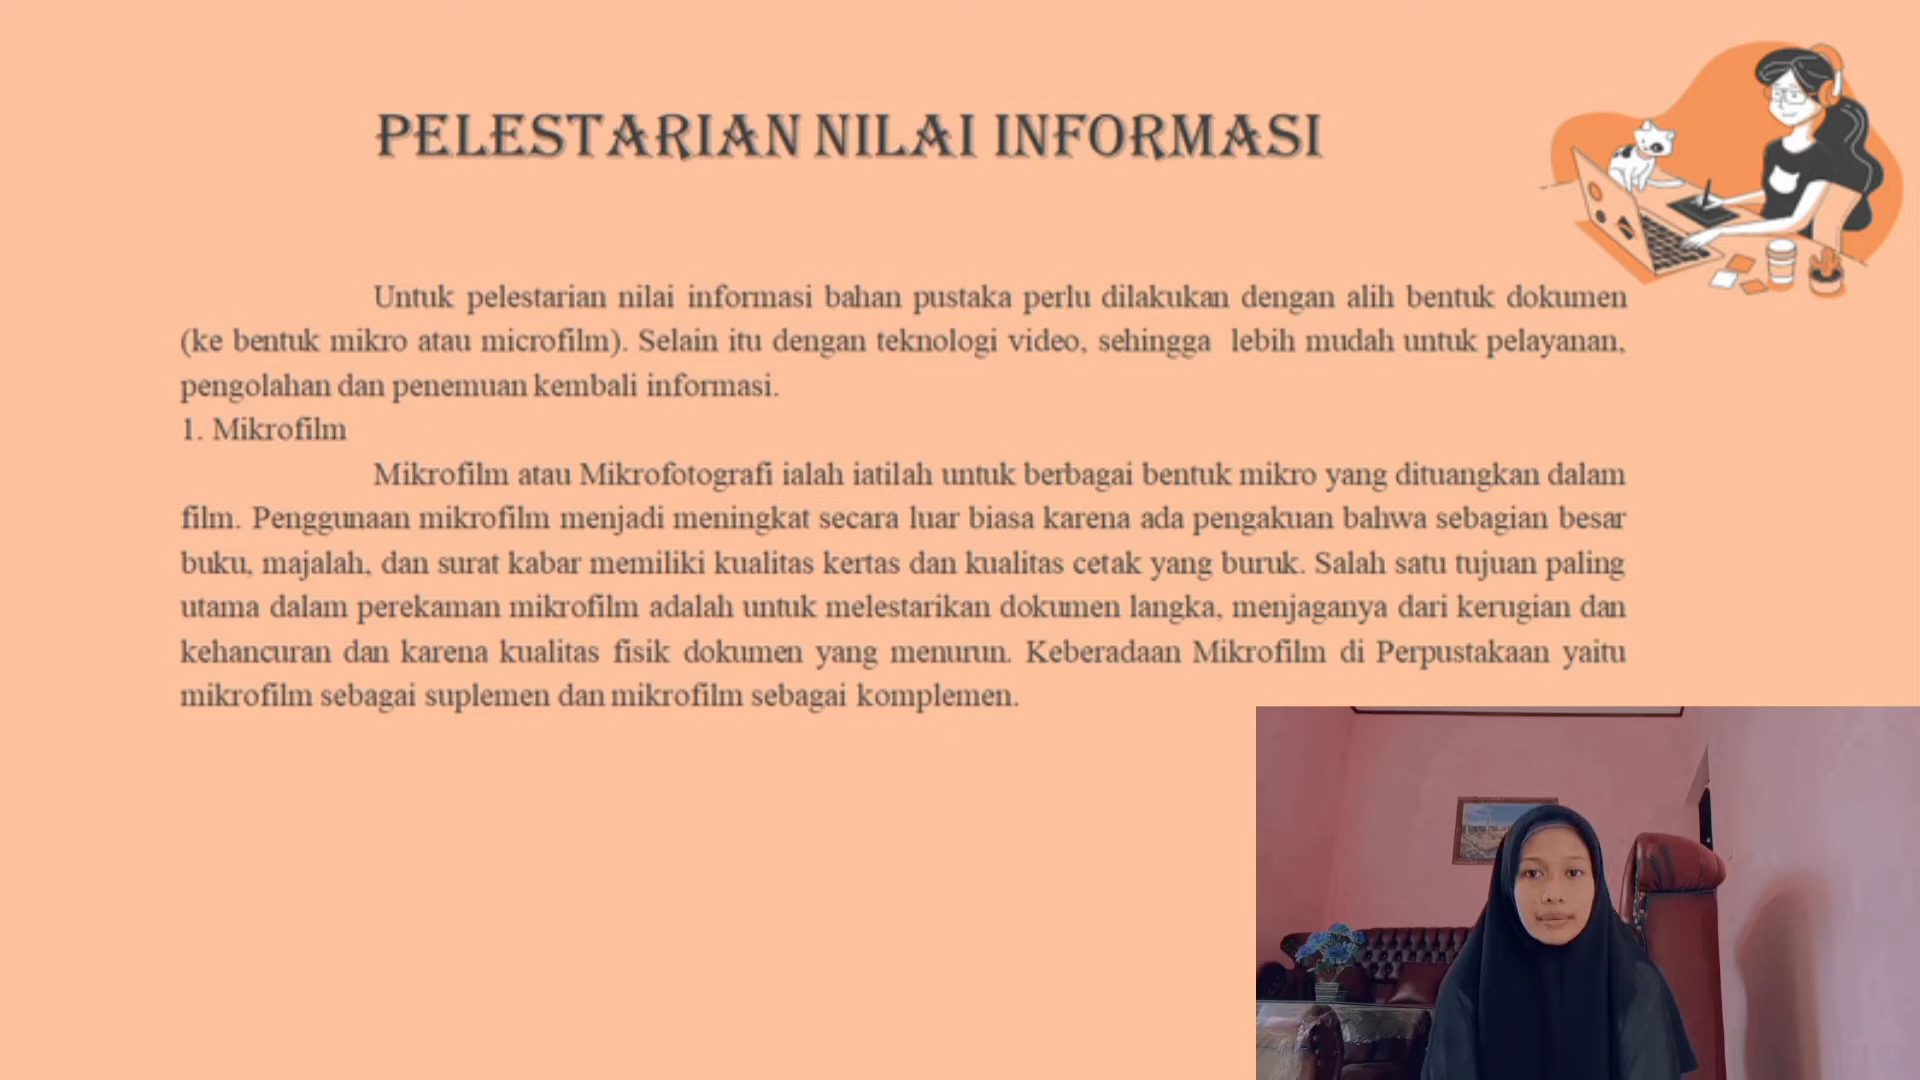 PELESTARIAN NILAI INFORMASI
Untuk pelestarian nilai informasi bahan pustaka perlu dilakukan dengan alih bentuk dokumen
(ke bentuk mikro atau microfilm). Selain itu dengan teknologi video, sehingga lebih mudah untuk pelayanan,
pengolahan dan penemuan kembali informasi.
1. Mikrofilm
Mikrofilm atau Mikrofotografi ialah iatilah untuk berbagai bentuk mikro yang dituangkan dalam
film. Penggunaan mikrofilm menjadi meningkat secara luar biasa karena ada pengakuan bahwa sebagian besar
buku, majalah, dan surat kabar memiliki kualitas kertas dan kualitas cetak yang buruk. Salah satu tujuan paling
utama dalam perekaman mikrofilm adalah untuk melestarikan dokumen langka, menjaganya dari kerugian dan
kehancuran dan karena kualitas fisik dokumen yang menurun. Keberadaan Mikrofilm di Perpustakaan yaitu
mikrofilm sebagai suplemen dan mikrofilm sebagai komplemen.